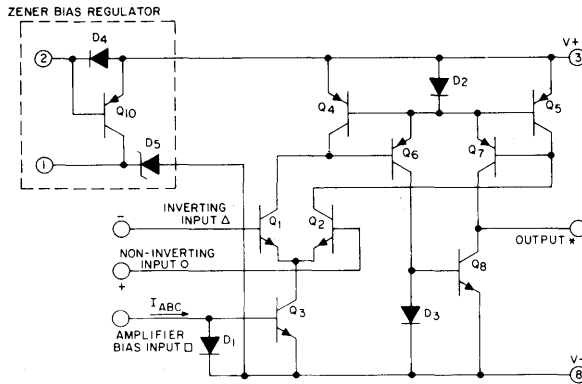 ZENER BIAS REGULATOR
D4
2
Q10
D5
1
V+
3
D2
Q4
Q5
Q6
Q7
INVERTING
INPUT △
−
Q1
Q2
NON-INVERTING
INPUT O
+
OUTPUT *
Q8
IABC
Q3
D3
AMPLIFIER
BIAS INPUT □
D1
V-
8